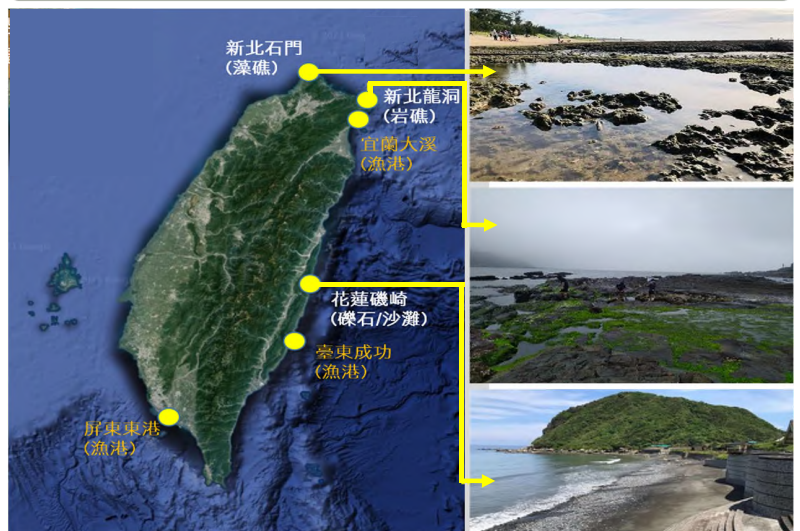 新北石門
(藻礁)
新北龍洞
(岩礁)
宜蘭大溪
(漁港)
花蓮磯崎
(礫石/沙灘)
臺東成功
(漁港)
屏東東港
(漁港)